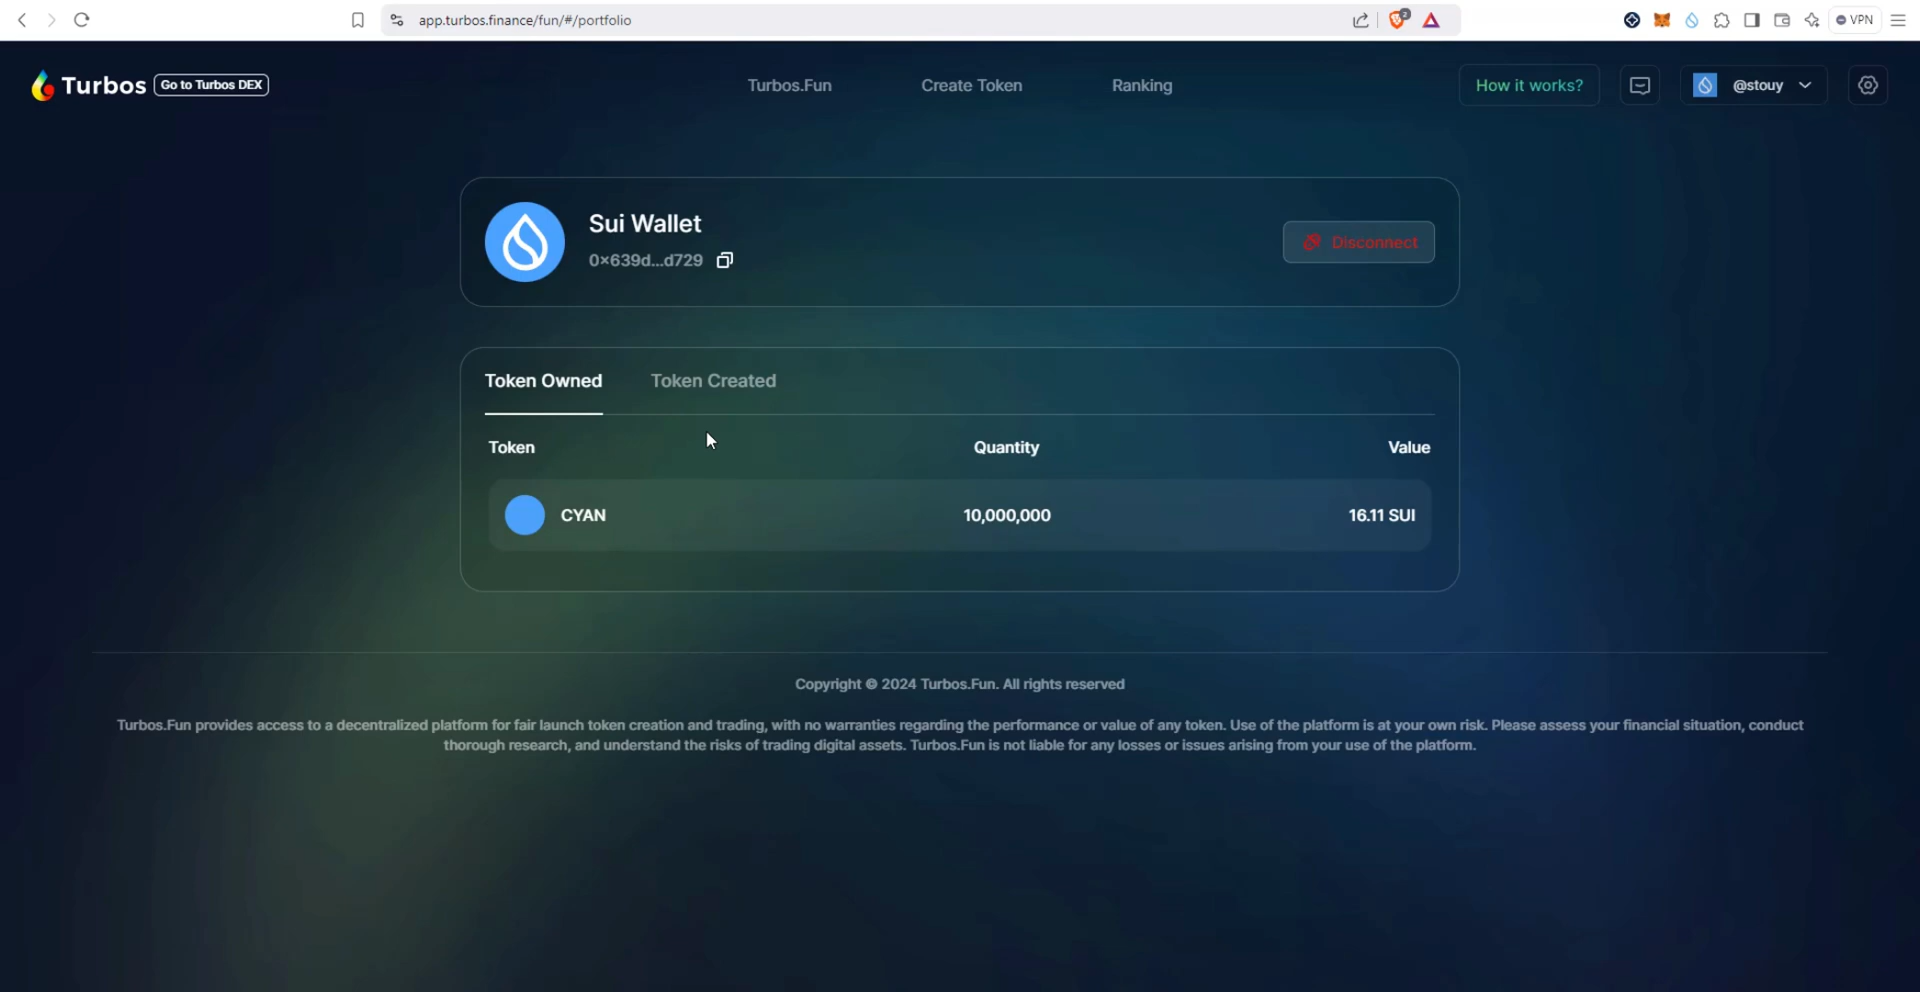 app.turbos.finance/fun/#/portfolio
2
VPN
Turbos
Go to Turbos DEX
Turbos.Fun
Create Token
Ranking
How it works?
@stouy
Sui Wallet
0×639d...d729
Disconnect
Token Owned
Token Created
Token
Quantity
Value
CYAN
10,000,000
16.11 SUI
Copyright © 2024 Turbos.Fun. All rights reserved
Turbos.Fun provides access to a decentralized platform for fair launch token creation and trading, with no warranties regarding the performance or value of any token. Use of the platform is at your own risk. Please assess your financial situation, conduct
thorough research, and understand the risks of trading digital assets. Turbos.Fun is not liable for any losses or issues arising from your use of the platform.